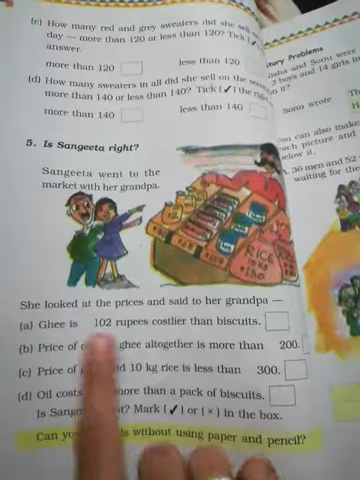 (c) How many red and grey sweaters did she sell on
day — more than 120 or less than 120? Tick (✓
answer.
more than 120
less than 120
(d) How many sweaters in all did she sell on the
more than 140 or less than 140? Tick (✓) the
more than 140
less than 140
5. Is Sangeeta right?
Sangeeta went to the
market with her grandpa.
RICE
She looked at the prices and said to her grandpa —
(a) Ghee is 102 rupees costlier than biscuits.
(b) Price of ghee altogether is more than 200.
(c) Price of and 10 kg rice is less than 300.
(d) Oil costs more than a pack of biscuits.
Is Mark (✓) or (×) in the box.
Can without using paper and pencil?
Story Problems
and Sonu were
boys and 14 girls in
in it?
Sonu wrote
You can also make
each picture and
below it.
36 men and 52
waiting for the